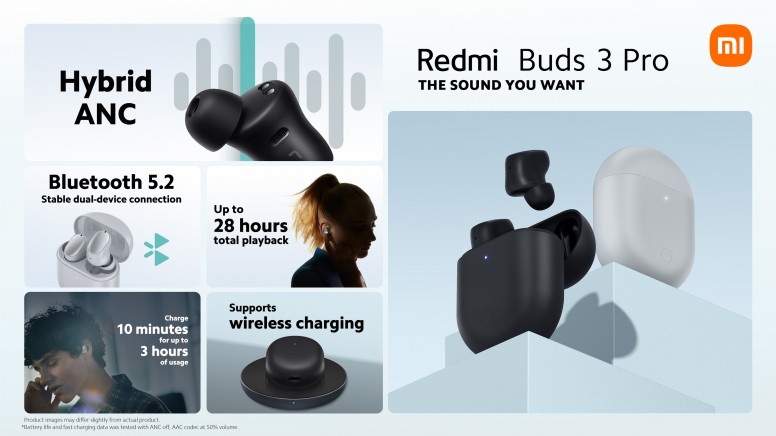 Hybrid
ANC
Bluetooth 5.2
Stable dual-device connection
Up to
28 hours
total playback
Charge
10 minutes
for up to
3 hours
of usage
Supports
wireless charging
Redmi Buds 3 Pro
THE SOUND YOU WANT
mi
Product images may differ slightly from actual product.
*Battery life and fast charging data was tested with ANC off, AAC codec at 50% volume.